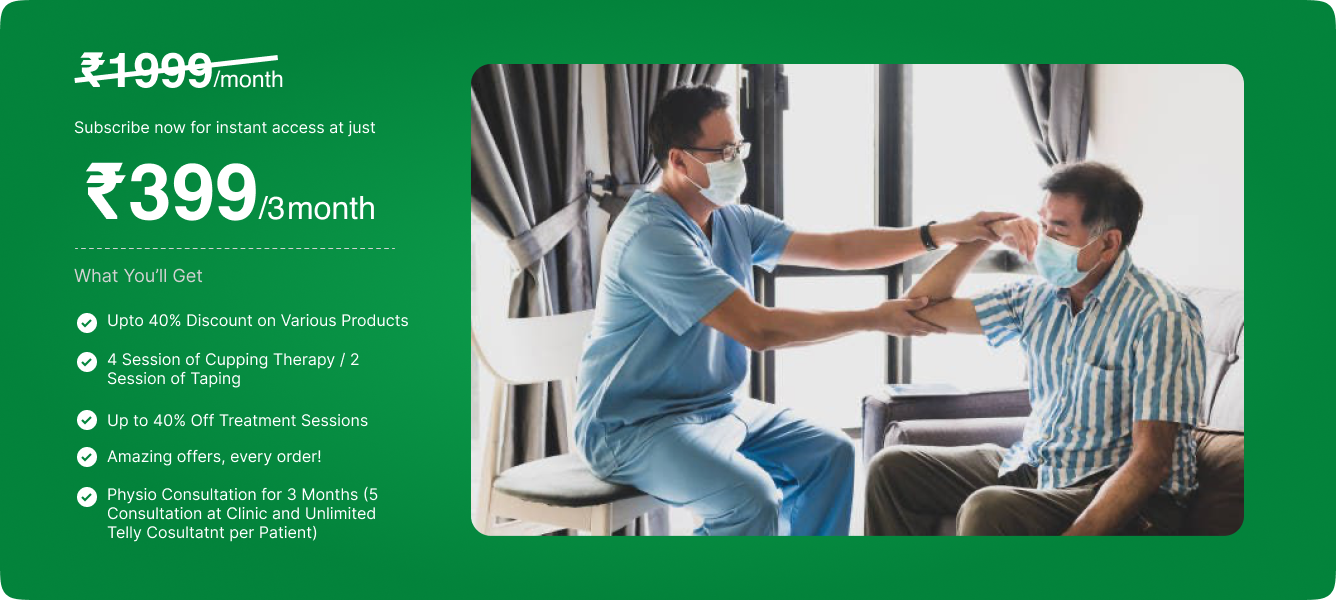 ₹1999/month
Subscribe now for instant access at just
₹399/3month
What You'll Get
Upto 40% Discount on Various Products
4 Session of Cupping Therapy / 2
Session of Taping
Up to 40% Off Treatment Sessions
Amazing offers, every order!
Physio Consultation for 3 Months (5
Consultation at Clinic and Unlimited
Telly Cosultatnt per Patient)